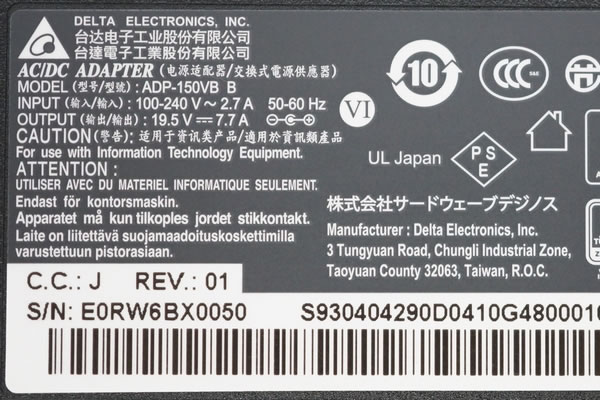 DELTA ELECTRONICS, INC.
台达电子工业股份有限公司
台達電子工業股份有限公司
AC/DC ADAPTER (电源适配器/交換式電源供應器)
MODEL (型号/型號): ADP-150VB B
INPUT (输入/輸入): 100-240 V ~ 2.7 A 50-60 Hz
OUTPUT (输出/輸出): 19.5 V ⎓ 7.7 A
VI
CAUTION (警告): 适用于资讯类产品/適用於資訊類產品
For use with Information Technology Equipment.
ATTENTION :
UTILISER AVEC DU MATERIEL INFORMATIQUE SEULEMENT.
Endast för kontorsmaskin.
Apparatet må kun tilkoples jordet stikkontakt.
Laite on liitettävä suojamaadoituskoskettimilla
varustettuun pistorasiaan.
10
CCC
S&E
UL Japan
PSE
株式会社サードウェーブデジノス
Manufacturer : Delta Electronics, Inc.
3 Tungyuan Road, Chungli Industrial Zone,
Taoyuan County 32063, Taiwan, R.O.C.
C.C.: J REV.: 01
S/N: E0RW6BX0050 S930404290D0410G4800010